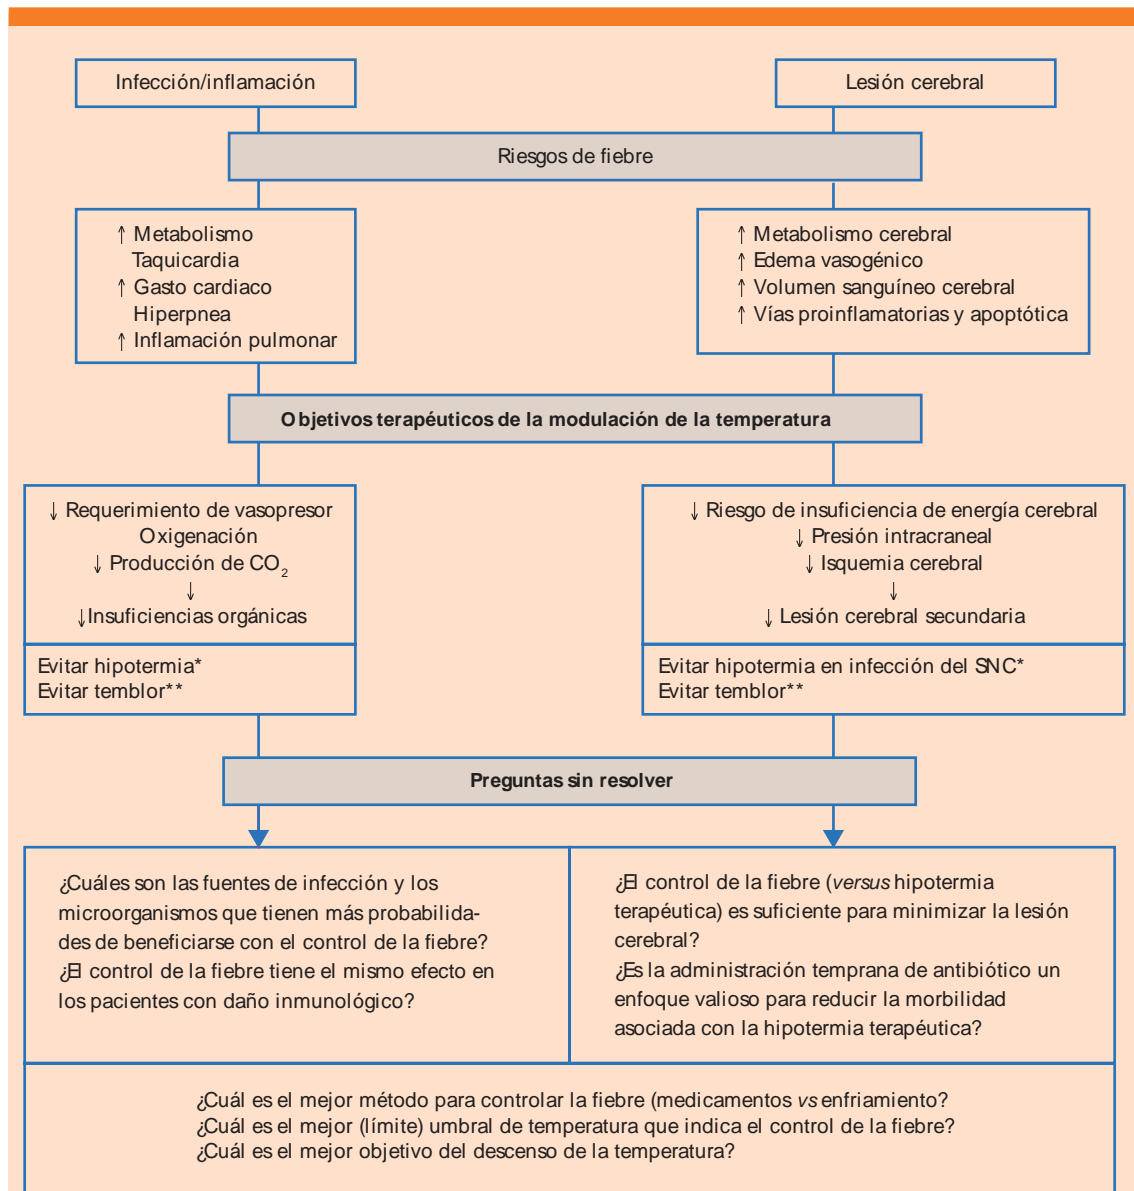 Infección/inflamación
Lesión cerebral
Riesgos de fiebre
↑ Metabolismo
Taquicardia
↑ Gasto cardiaco
Hiperpnea
↑ Inflamación pulmonar
↑ Metabolismo cerebral
↑ Edema vasogénico
↑ Volumen sanguíneo cerebral
↑ Vías proinflamatorias y apoptótica
Objetivos terapéuticos de la modulación de la temperatura
↓ Requerimiento de vasopresor
Oxigenación
↓ Producción de CO₂
↓
↓Insuficiencias orgánicas
Evitar hipotermia*
Evitar temblor**
↓ Riesgo de insuficiencia de energía cerebral
↓ Presión intracraneal
↓ Isquemia cerebral
↓
↓ Lesión cerebral secundaria
Evitar hipotermia en infección del SNC*
Evitar temblor**
Preguntas sin resolver
¿Cuáles son las fuentes de infección y los
microorganismos que tienen más probabilida-
des de beneficiarse con el control de la fiebre?
¿El control de la fiebre tiene el mismo efecto en
los pacientes con daño inmunológico?
¿El control de la fiebre (versus hipotermia
terapéutica) es suficiente para minimizar la lesión
cerebral?
¿Es la administración temprana de antibiótico un
enfoque valioso para reducir la morbilidad
asociada con la hipotermia terapéutica?
¿Cuál es el mejor método para controlar la fiebre (medicamentos vs enfriamiento?
¿Cuál es el mejor (límite) umbral de temperatura que indica el control de la fiebre?
¿Cuál es el mejor objetivo del descenso de la temperatura?